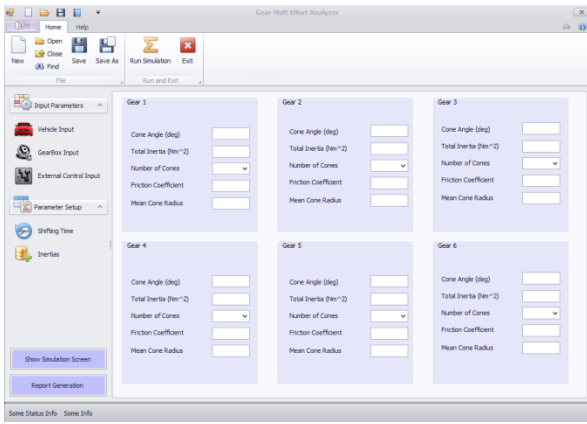 Gear Shift Effort Analyzer
Home Help
New
Open
Close
Find
Save
Save As
Run Simulation
Exit
File
Run and Exit
Input Parameters
Vehicle Input
GearBox Input
External Control Input
Parameter Setup
Shifting Time
Inertias
Show Simulation Screen
Report Generation
Gear 1
Cone Angle (deg)
Total Inertia (Nm^2)
Number of Cones
Friction Coefficient
Mean Cone Radius
Gear 2
Cone Angle (deg)
Total Inertia (Nm^2)
Number of Cones
Friction Coefficient
Mean Cone Radius
Gear 3
Cone Angle (deg)
Total Inertia (Nm^2)
Number of Cones
Friction Coefficient
Mean Cone Radius
Gear 4
Cone Angle (deg)
Total Inertia (Nm^2)
Number of Cones
Friction Coefficient
Mean Cone Radius
Gear 5
Cone Angle (deg)
Total Inertia (Nm^2)
Number of Cones
Friction Coefficient
Mean Cone Radius
Gear 6
Cone Angle (deg)
Total Inertia (Nm^2)
Number of Cones
Friction Coefficient
Mean Cone Radius
Some Status Info Some Info